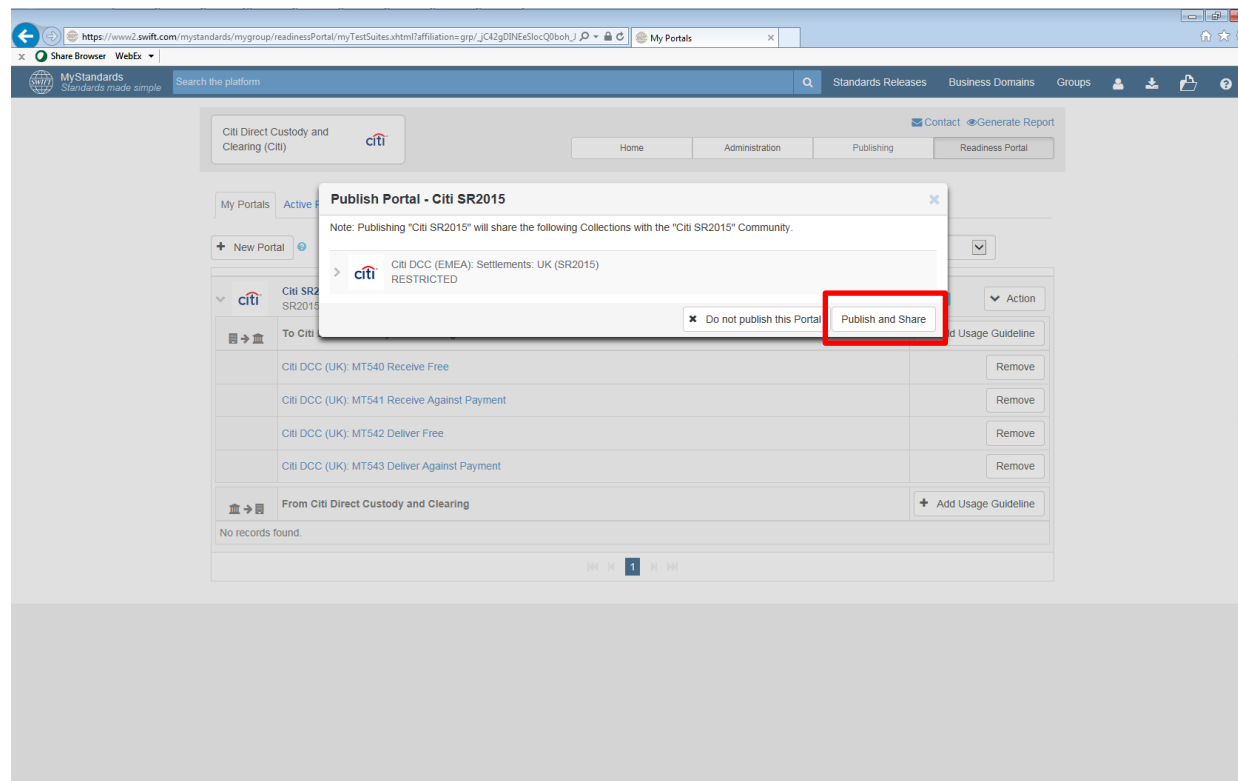 https://www2.swift.com/mystandards/mygroup/readinessPortal/myTestSuites.xhtml?affiliation=grp/_jC42gDINEeSlocQ0boh_J
My Portals
x Share Browser WebEx
MyStandards
Standards made simple
Search the platform
Standards Releases Business Domains Groups
Citi Direct Custody and
Clearing (Citi)
citi
Contact Generate Report
Home Administration Publishing Readiness Portal
My Portals Active
Publish Portal - Citi SR2015
Note: Publishing "Citi SR2015" will share the following Collections with the "Citi SR2015" Community.
+ New Portal
citi
Citi DCC (EMEA): Settlements: UK (SR2015)
RESTRICTED
Do not publish this Portal Publish and Share
citi
Citi SR2
SR2015
Action
To Citi
Usage Guideline
Citi DCC (UK): MT540 Receive Free Remove
Citi DCC (UK): MT541 Receive Against Payment Remove
Citi DCC (UK): MT542 Deliver Free Remove
Citi DCC (UK): MT543 Deliver Against Payment Remove
From Citi Direct Custody and Clearing + Add Usage Guideline
No records found.
1